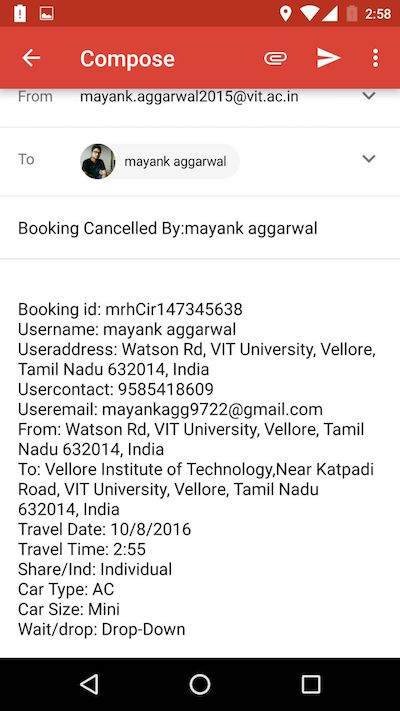 2:58
Compose
From mayank.aggarwal2015@vit.ac.in
To mayank aggarwal
Booking Cancelled By:mayank aggarwal
Booking id: mrhCir147345638
Username: mayank aggarwal
Useraddress: Watson Rd, VIT University, Vellore,
Tamil Nadu 632014, India
Usercontact: 9585418609
Useremail: mayankagg9722@gmail.com
From: Watson Rd, VIT University, Vellore, Tamil
Nadu 632014, India
To: Vellore Institute of Technology,Near Katpadi
Road, VIT University, Vellore, Tamil Nadu
632014, India
Travel Date: 10/8/2016
Travel Time: 2:55
Share/Ind: Individual
Car Type: AC
Car Size: Mini
Wait/drop: Drop-Down